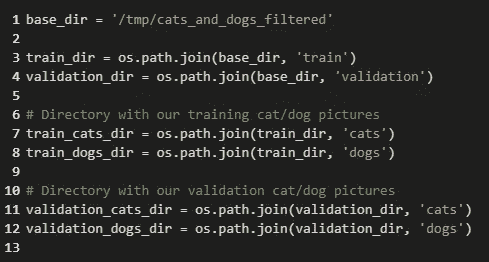 1 base_dir = '/tmp/cats_and_dogs_filtered'
2
3 train_dir = os.path.join(base_dir, 'train')
4 validation_dir = os.path.join(base_dir, 'validation')
5
6 # Directory with our training cat/dog pictures
7 train_cats_dir = os.path.join(train_dir, 'cats')
8 train_dogs_dir = os.path.join(train_dir, 'dogs')
9
10 # Directory with our validation cat/dog pictures
11 validation_cats_dir = os.path.join(validation_dir, 'cats')
12 validation_dogs_dir = os.path.join(validation_dir, 'dogs')
13